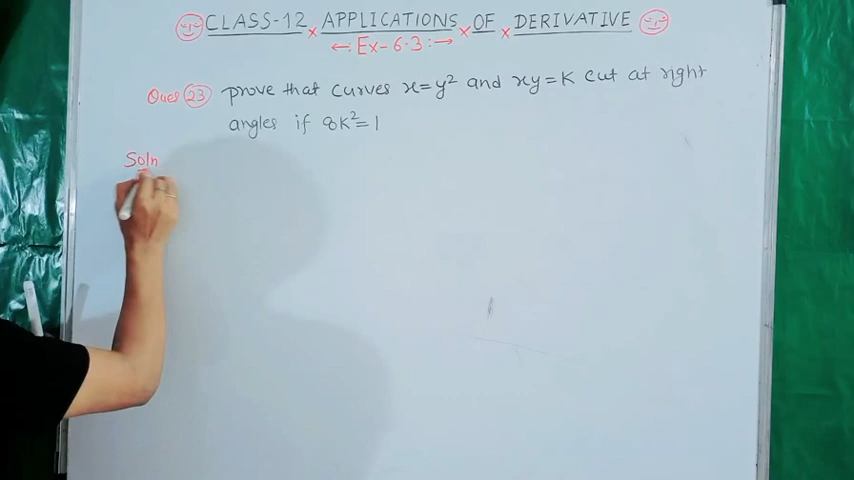 CLASS-12 x APPLICATIONS x OF x DERIVATIVE
←: Ex-6.3 :→
Ques 23 prove that curves x=y² and xy=K cut at right
angles if 8K²=1
Soln